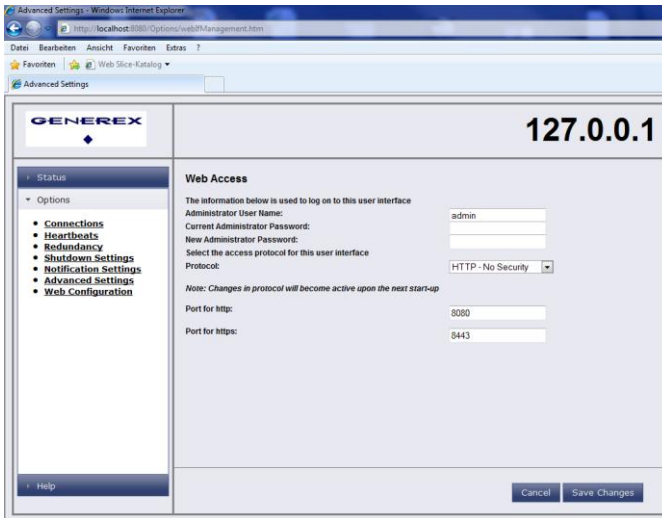 Advanced Settings - Windows Internet Explorer
http://localhost:8080/Options/webIfManagement.htm
Datei Bearbeiten Ansicht Favoriten Extras ?
Favoriten Web Slice-Katalog
Advanced Settings
GENEREX
127.0.0.1
Status
Options
Connections
Heartbeats
Redundancy
Shutdown Settings
Notification Settings
Advanced Settings
Web Configuration
Help
Web Access
The information below is used to log on to this user interface
Administrator User Name: admin
Current Administrator Password:
New Administrator Password:
Select the access protocol for this user interface
Protocol: HTTP - No Security
Note: Changes in protocol will become active upon the next start-up
Port for http: 8080
Port for https: 8443
Cancel Save Changes